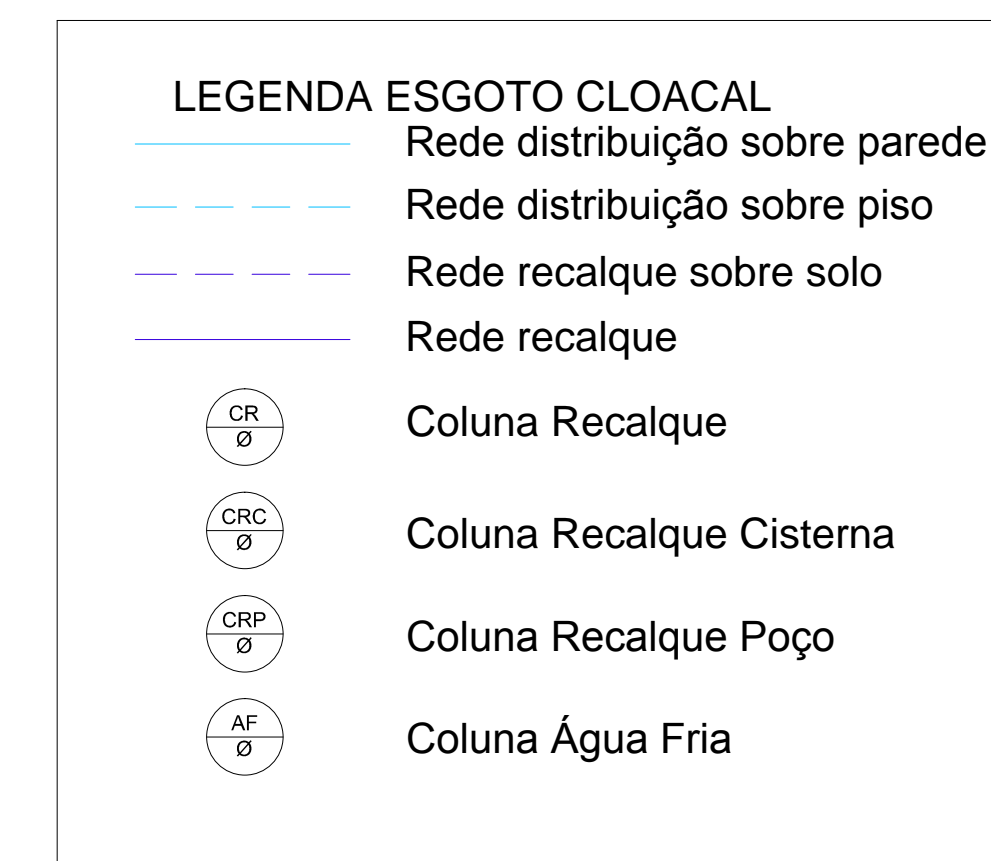 LEGENDA ESGOTO CLOACAL
Rede distribuição sobre parede
Rede distribuição sobre piso
Rede recalque sobre solo
Rede recalque
CR
Ø
Coluna Recalque
CRC
Ø
Coluna Recalque Cisterna
CRP
Ø
Coluna Recalque Poço
AF
Ø
Coluna Água Fria